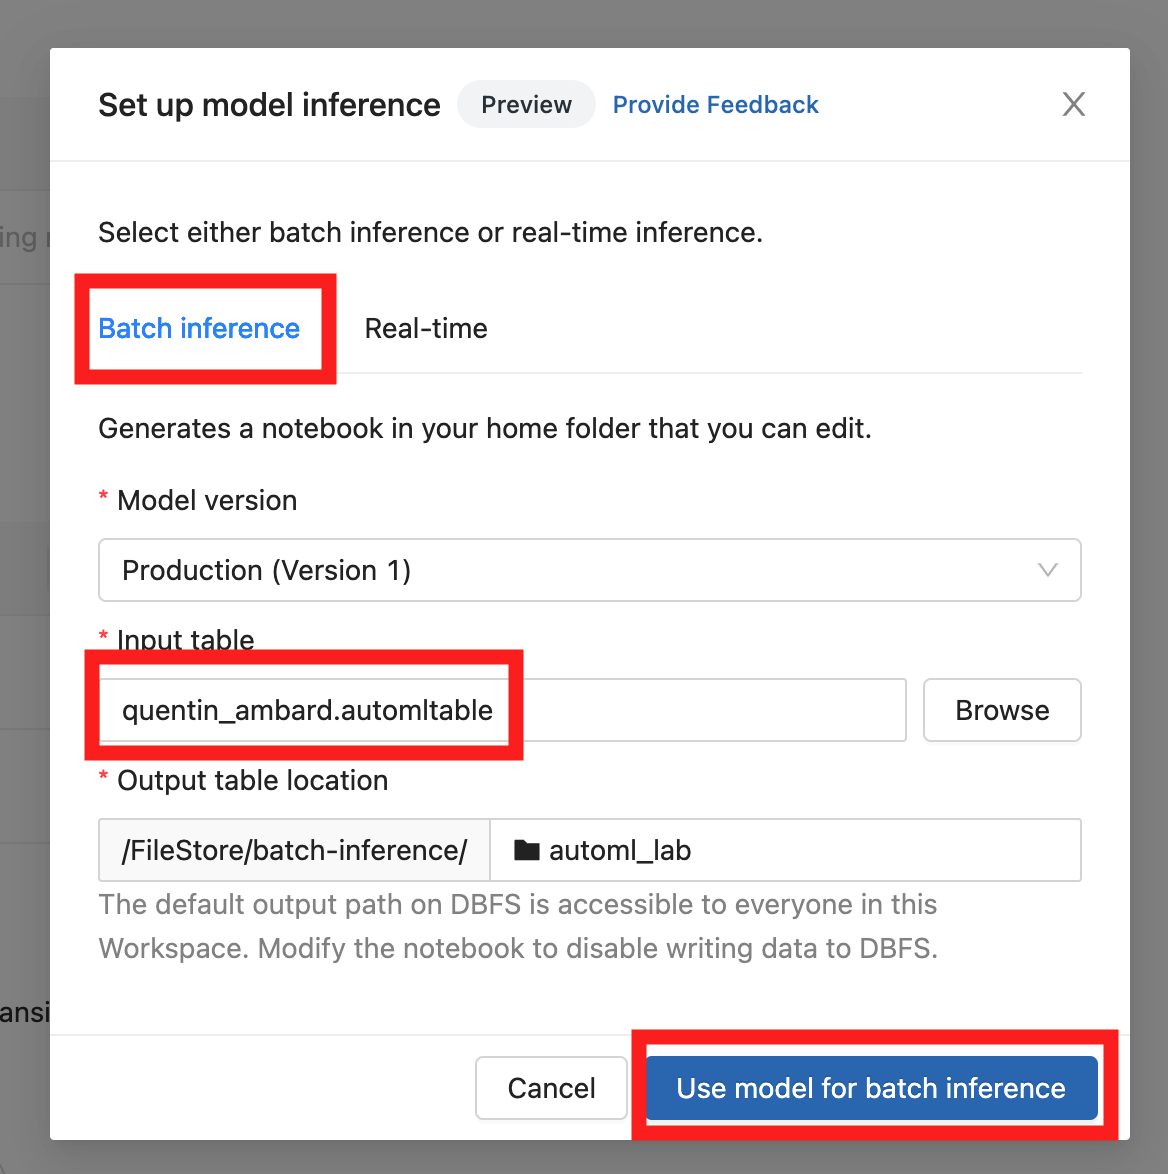 Set up model inference Preview Provide Feedback
ing
Select either batch inference or real-time inference.
Batch inference Real-time
Generates a notebook in your home folder that you can edit.
* Model version
Production (Version 1)
* Input table
quentin_ambard.automltable Browse
* Output table location
/FileStore/batch-inference/ automl_lab
The default output path on DBFS is accessible to everyone in this
Workspace. Modify the notebook to disable writing data to DBFS.
ansi
Cancel Use model for batch inference